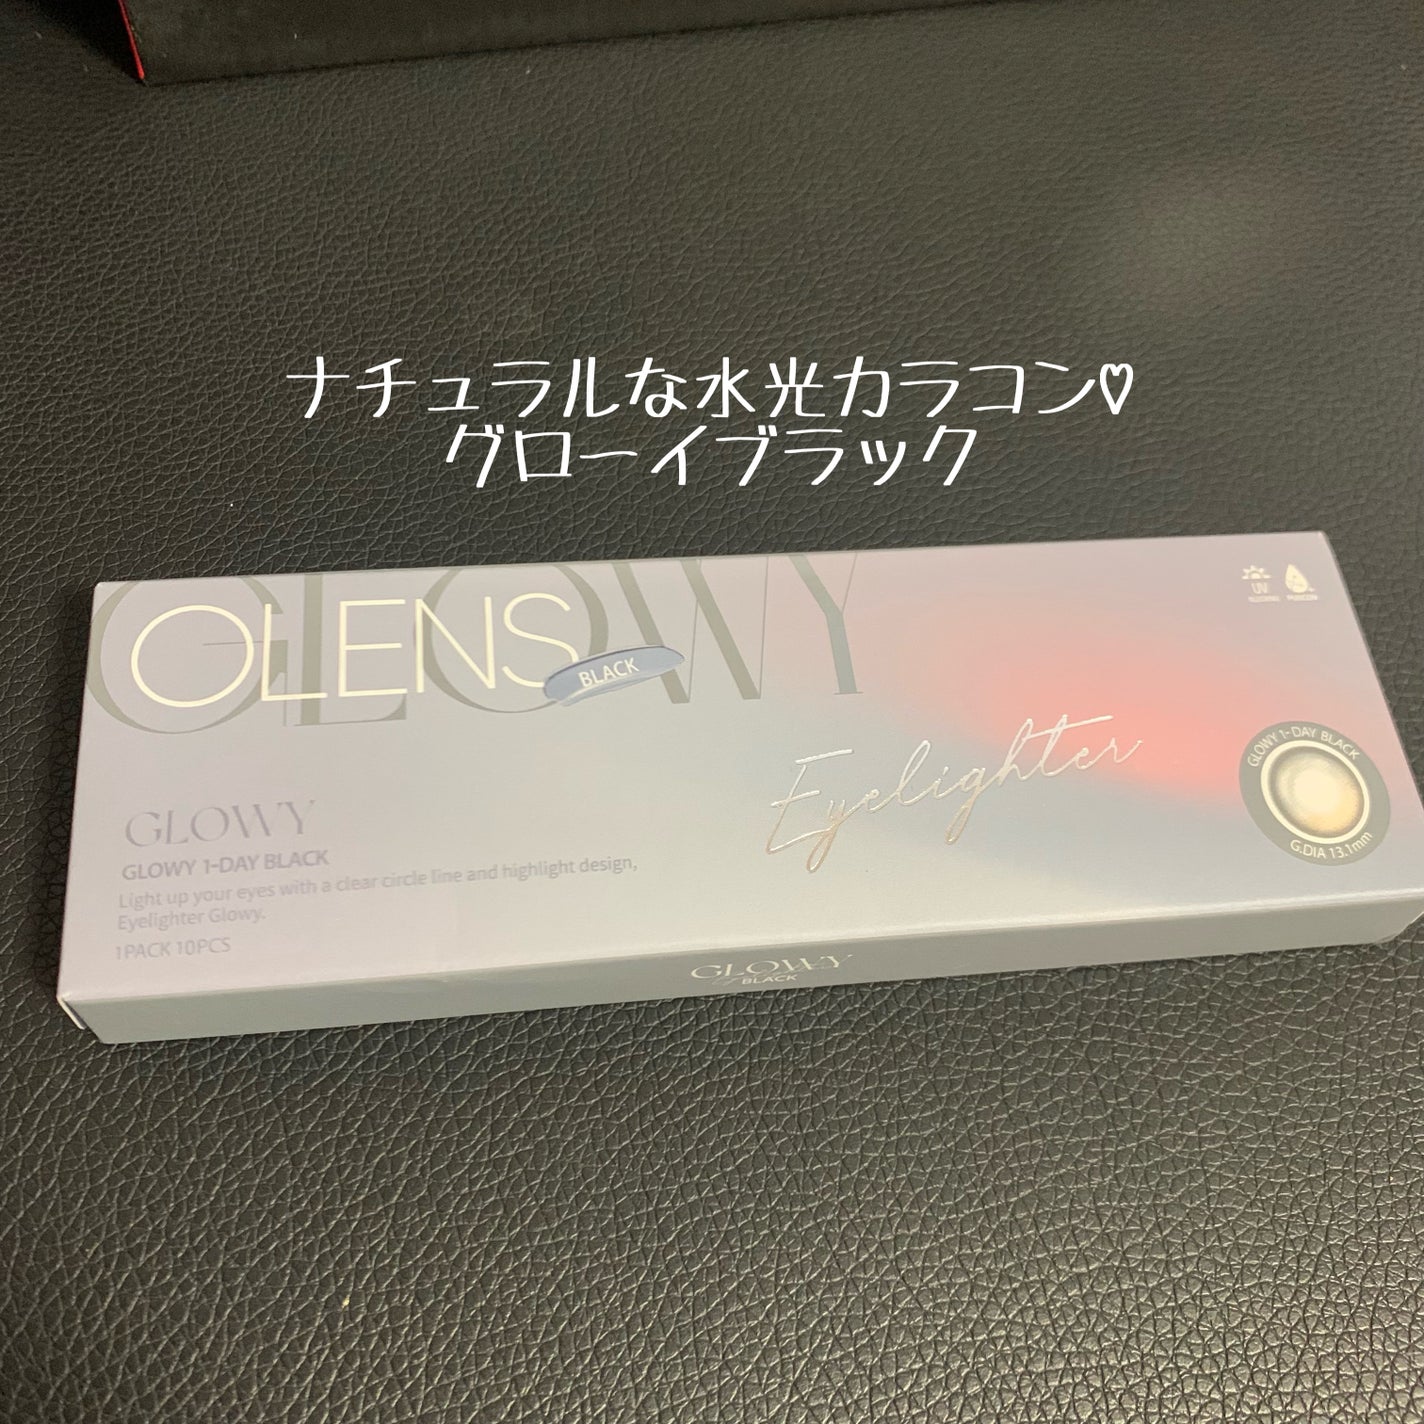 ナチュラルな水光カラコン♡
グローイブラック
GLOWY
OLENS
BLACK
UV
Eyelighter
GLOWY 1-DAY BLACK
G.DIA 13.1mm
GLOWY
GLOWY 1-DAY BLACK
Light up your eyes with a clear circle line and highlight design,
Eyelighter Glowy.
1PACK 10PCS
GLOWY
BLACK